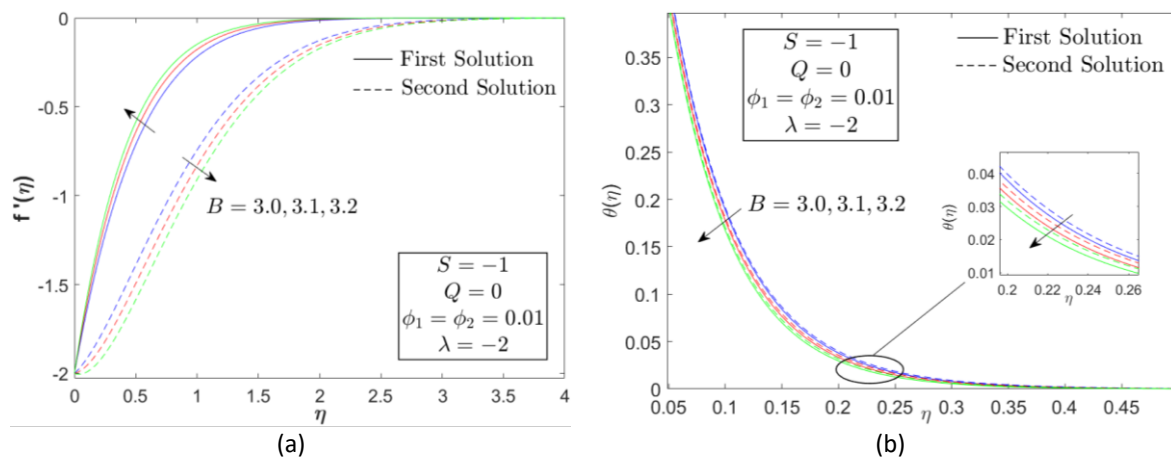 First Solution
Second Solution
B = 3.0, 3.1, 3.2
S = −1
Q = 0
ϕ₁ = ϕ₂ = 0.01
λ = −2
f '(η)
0
-0.5
-1
-1.5
-2
0 0.5 1 1.5 2 2.5 3 3.5 4
η
(a)
S = −1
Q = 0
ϕ₁ = ϕ₂ = 0.01
λ = −2
First Solution
Second Solution
B = 3.0, 3.1, 3.2
θ(η)
0.35
0.3
0.25
0.2
0.15
0.1
0.05
0
0.05 0.1 0.15 0.2 0.25 0.3 0.35 0.4 0.45
η
θ(η)
0.04
0.03
0.02
0.01
0.2 0.22 0.24 0.26
η
(b)